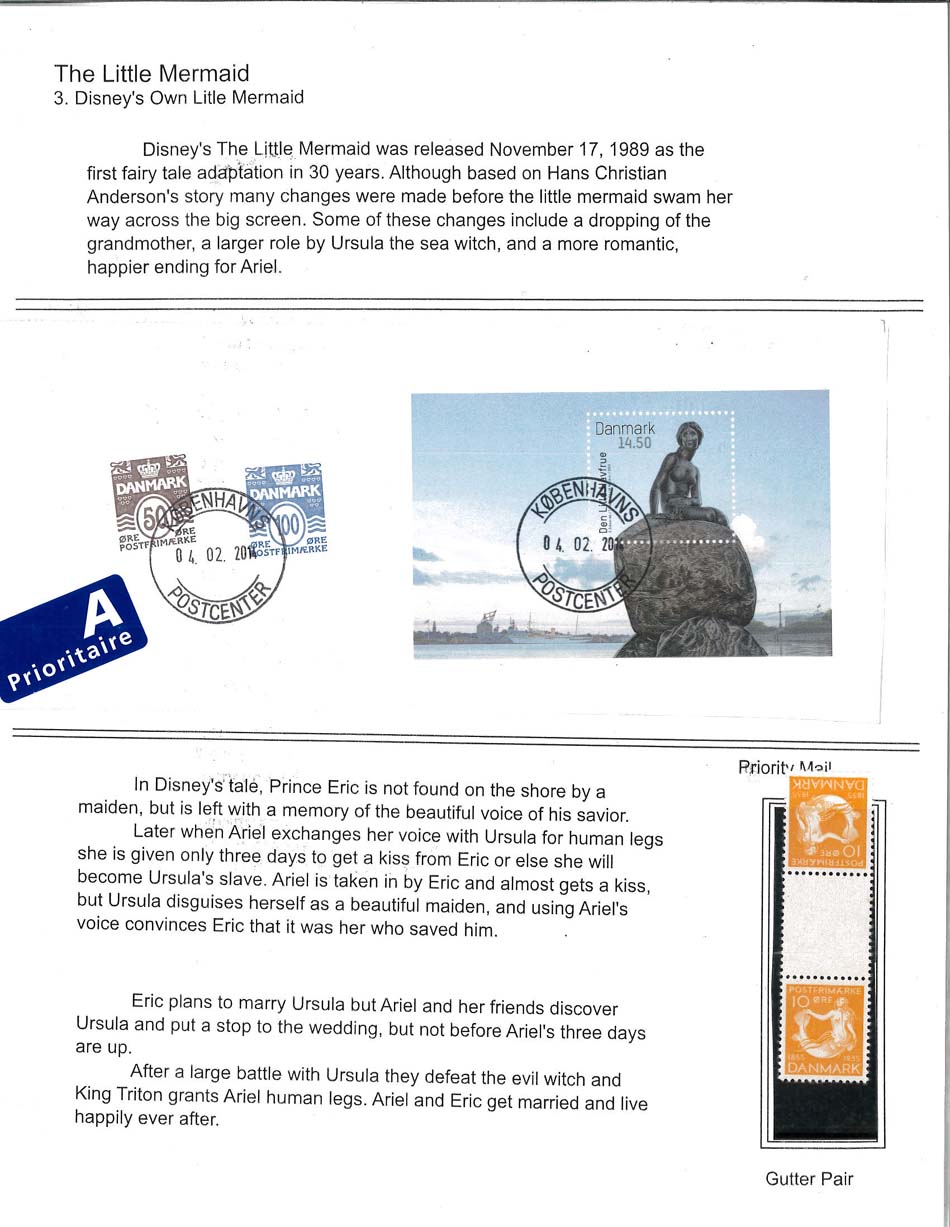 The Little Mermaid
3. Disney's Own Litle Mermaid
Disney's The Little Mermaid was released November 17, 1989 as the
first fairy tale adaptation in 30 years. Although based on Hans Christian
Anderson's story many changes were made before the little mermaid swam her
way across the big screen. Some of these changes include a dropping of the
grandmother, a larger role by Ursula the sea witch, and a more romantic,
happier ending for Ariel.
DANMARK
50
ØRE ØRE
POSTFRIMÆRKE
DANMARK
100
ØRE
POSTFRIMÆRKE
KØBENHAVNS
04. 02. 2014
POSTCENTER
A
Prioritaire
Danmark
14.50
KØBENHAVNS
04. 02. 2014
POSTCENTER
Priority Mail
In Disney's tale, Prince Eric is not found on the shore by a
maiden, but is left with a memory of the beautiful voice of his savior.
Later when Ariel exchanges her voice with Ursula for human legs
she is given only three days to get a kiss from Eric or else she will
become Ursula's slave. Ariel is taken in by Eric and almost gets a kiss,
but Ursula disguises herself as a beautiful maiden, and using Ariel's
voice convinces Eric that it was her who saved him.
Eric plans to marry Ursula but Ariel and her friends discover
Ursula and put a stop to the wedding, but not before Ariel's three days
are up.
After a large battle with Ursula they defeat the evil witch and
King Triton grants Ariel human legs. Ariel and Eric get married and live
happily ever after.
DANMARK
1835 1855
10 ØRE
POSTFRIMÆRKE
POSTFRIMÆRKE
10 ØRE
1835 1935
DANMARK
Gutter Pair